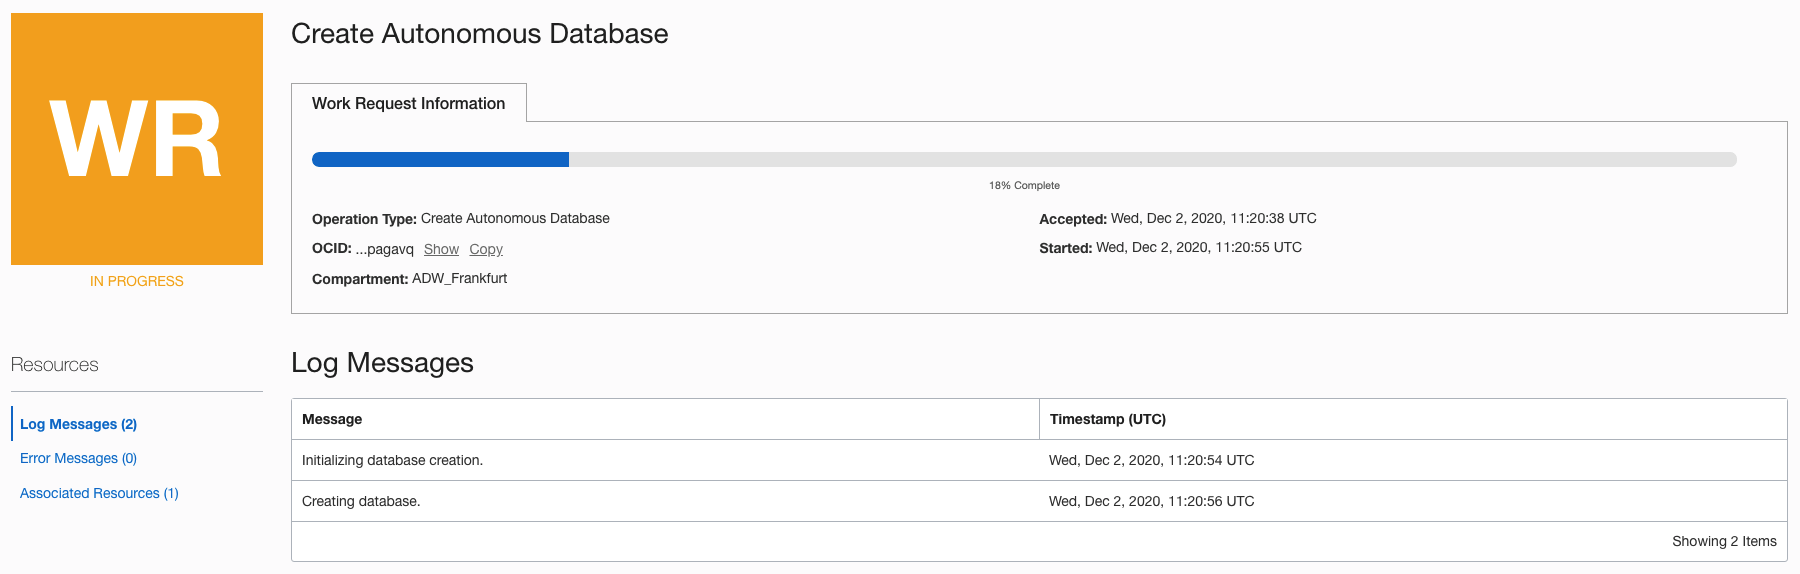 WR
IN PROGRESS
Create Autonomous Database
Work Request Information
18% Complete
Operation Type: Create Autonomous Database
OCID: ...pagavq Show Copy
Compartment: ADW_Frankfurt
Accepted: Wed, Dec 2, 2020, 11:20:38 UTC
Started: Wed, Dec 2, 2020, 11:20:55 UTC
Resources
Log Messages (2)
Error Messages (0)
Associated Resources (1)
Log Messages
Message Timestamp (UTC)
Initializing database creation. Wed, Dec 2, 2020, 11:20:54 UTC
Creating database. Wed, Dec 2, 2020, 11:20:56 UTC
Showing 2 Items